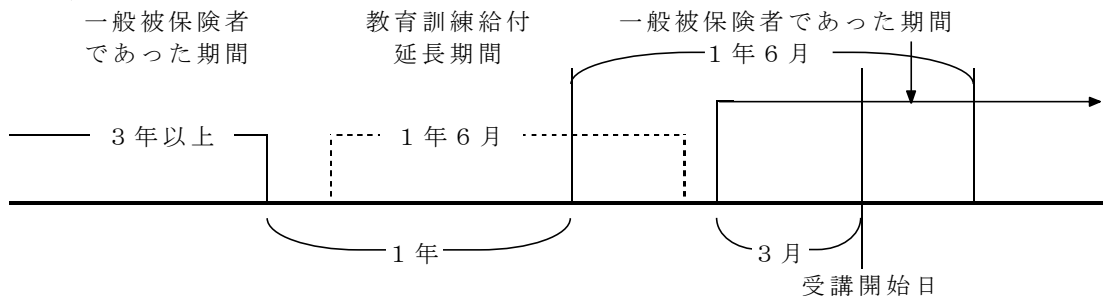 一般被保険者
であった期間
教育訓練給付
延長期間
一般被保険者であった期間
1年6月
3年以上
1年6月
1年
3月
受講開始日